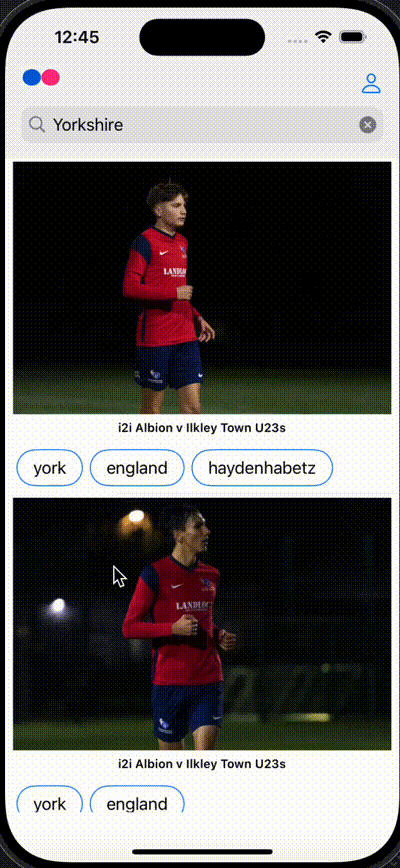 12:45
Yorkshire
LANDLO
i2i Albion v Ilkley Town U23s
york
england
haydenhabetz
LANDLO
i2i Albion v Ilkley Town U23s
york
england